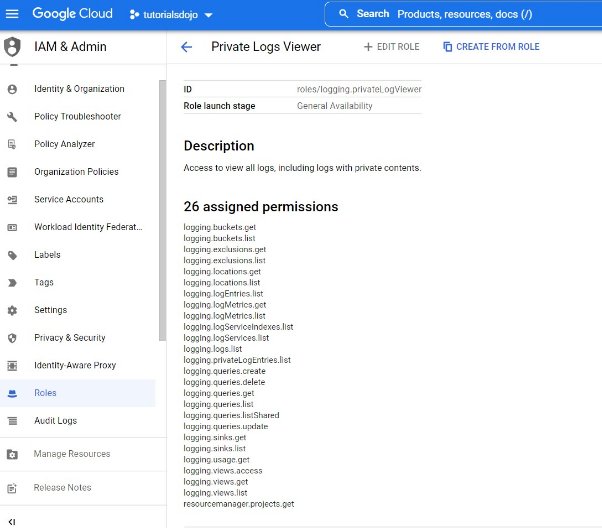 Google Cloud
tutorialsdojo
Search Products, resources, docs (/)
IAM & Admin
Private Logs Viewer
EDIT ROLE
CREATE FROM ROLE
Identity & Organization
Policy Troubleshooter
Policy Analyzer
Organization Policies
Service Accounts
Workload Identity Federat...
Labels
Tags
Settings
Privacy & Security
Identity-Aware Proxy
Roles
Audit Logs
Manage Resources
Release Notes
ID roles/logging.privateLogViewer
Role launch stage General Availability
Description
Access to view all logs, including logs with private contents.
26 assigned permissions
logging.buckets.get
logging.buckets.list
logging.exclusions.get
logging.exclusions.list
logging.locations.get
logging.locations.list
logging.logEntries.list
logging.logMetrics.get
logging.logMetrics.list
logging.logServiceIndexes.list
logging.logServices.list
logging.logs.list
logging.privateLogEntries.list
logging.queries.create
logging.queries.delete
logging.queries.get
logging.queries.list
logging.queries.listShared
logging.queries.update
logging.sinks.get
logging.sinks.list
logging.usage.get
logging.views.access
logging.views.get
logging.views.list
resourcemanager.projects.get